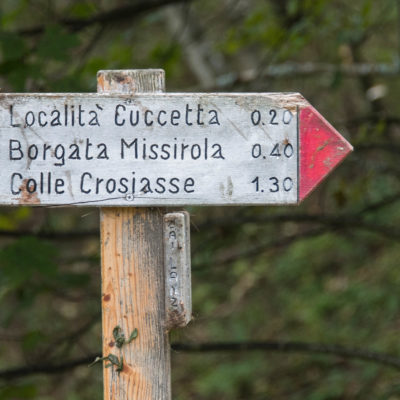 Località Cuccetta 0.20
Borgata Missirola 0.40
Colle Crosiasse 1.30